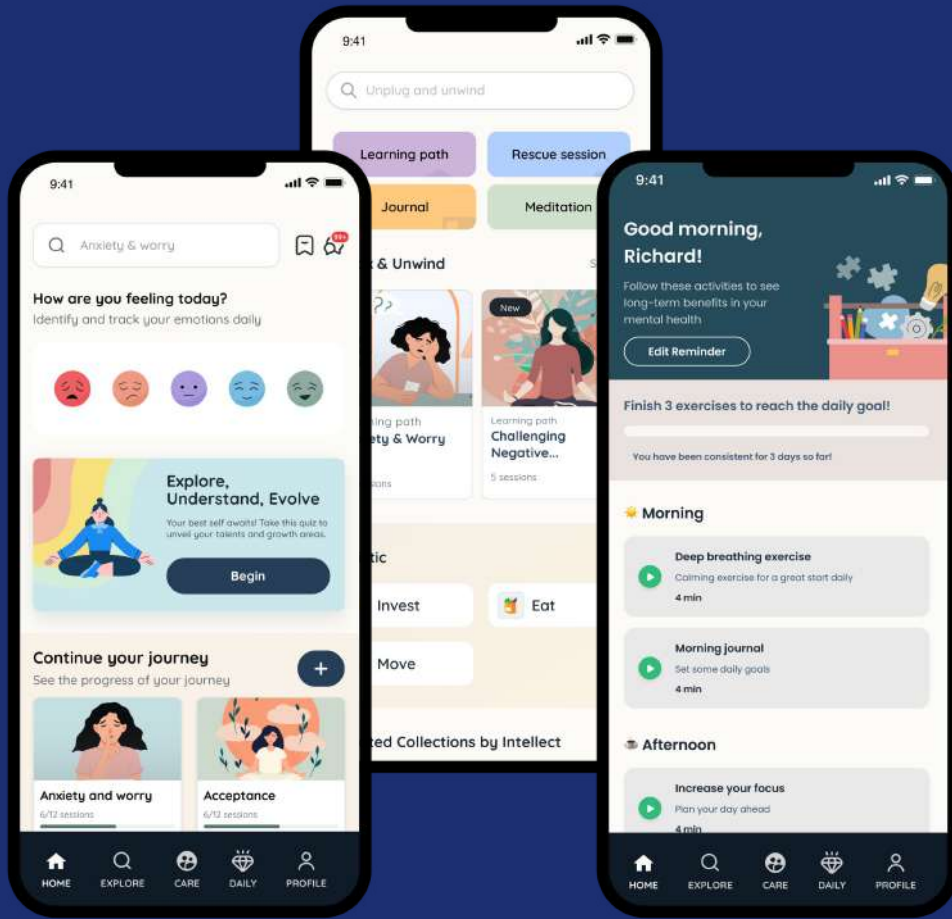 9:41
Anxiety & worry
99+
How are you feeling today?
Identify and track your emotions daily
Explore,
Understand, Evolve
Your best self awaits! Take this quiz to
unveil your talents and growth areas.
Begin
Continue your journey
See the progress of your journey
+
Anxiety and worry
6/12 sessions
Acceptance
6/12 sessions
HOME
EXPLORE
CARE
DAILY
PROFILE
9:41
Unplug and unwind
Learning path
Rescue session
Journal
Meditation
& Unwind
New
path
& Worry
Learning path
Challenging
Negative...
5 sessions
Invest
Eat
Move
Collections by Intellect
9:41
Good morning,
Richard!
Follow these activities to see
long-term benefits in your
mental health
Edit Reminder
Finish 3 exercises to reach the daily goal!
You have been consistent for 3 days so far!
Morning
Deep breathing exercise
Calming exercise for a great start daily
4 min
Morning journal
Set some daily goals
4 min
Afternoon
Increase your focus
Plan your day ahead
4 min
HOME
EXPLORE
CARE
DAILY
PROFILE